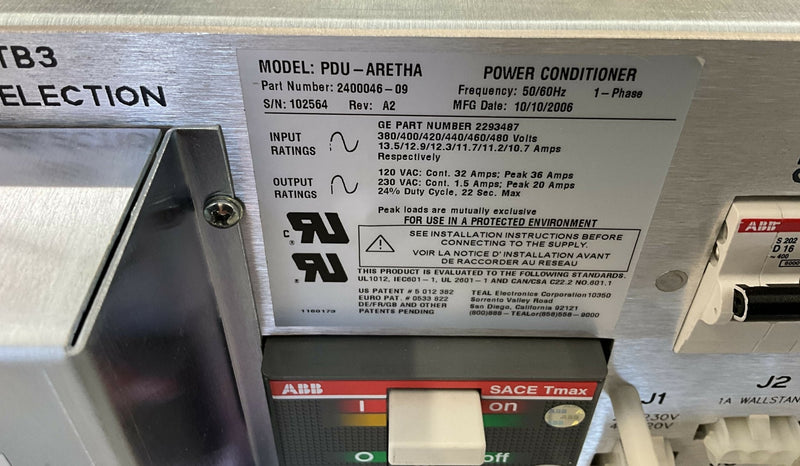 TB3
ELECTION
MODEL: PDU-ARETHA POWER CONDITIONER
Part Number: 2400046-09 Frequency: 50/60Hz 1-Phase
S/N: 102564 Rev: A2 MFG Date: 10/10/2006
GE PART NUMBER 2293487
INPUT RATINGS
380/400/420/440/460/480 Volts
13.5/12.9/12.3/11.7/11.2/10.7 Amps
Respectively
OUTPUT RATINGS
120 VAC: Cont. 32 Amps; Peak 36 Amps
230 VAC: Cont. 1.5 Amps; Peak 20 Amps
24% Duty Cycle, 22 Sec. Max
Peak loads are mutually exclusive
FOR USE IN A PROTECTED ENVIRONMENT
SEE INSTALLATION INSTRUCTIONS BEFORE
CONNECTING TO THE SUPPLY.
VOIR LA NOTICE D' INSTALLATION AVANT
DE RACCORDER AU RESEAU
THIS PRODUCT IS EVALUATED TO THE FOLLOWING STANDARDS.
UL1012, IEC601-1, UL 2601-1 AND CAN/CSA C22.2 NO.601.1
US PATENT # 5 012 382 TEAL Electronics Corporation10350
EURO PAT. # 0533 822 Sorrento Valley Road
DE/FR/GB AND OTHER San Diego, California 92121
PATENTS PENDING (800)888-TEALor(858)558-9000
1160173
C RU ®
RU ®
ABB SACE Tmax
I on
O off
ABB
S 202
D 16
~ 400
6000
J1
230V
J2
1A WALLSTAN